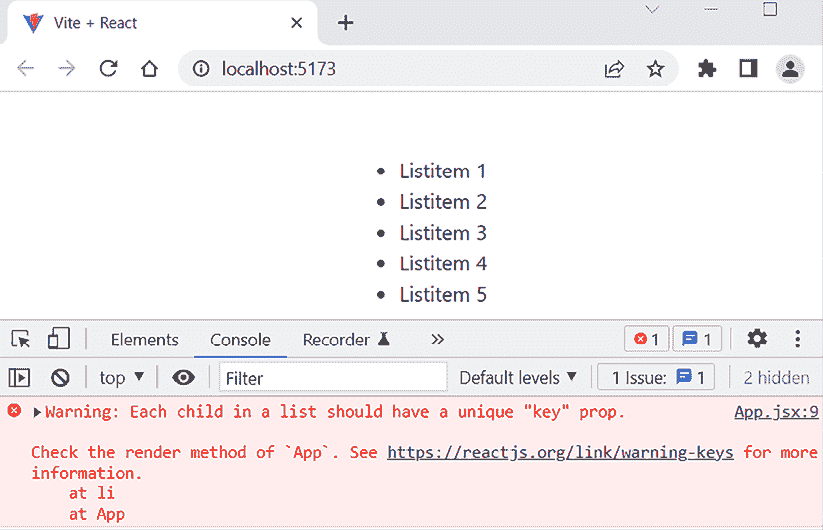 Vite + React
localhost:5173
Listitem 1
Listitem 2
Listitem 3
Listitem 4
Listitem 5
Elements Console Recorder 1 1
top Filter Default levels 1 Issue: 1 2 hidden
Warning: Each child in a list should have a unique "key" prop. App.jsx:9
Check the render method of `App`. See https://reactjs.org/link/warning-keys for more
information.
at li
at App